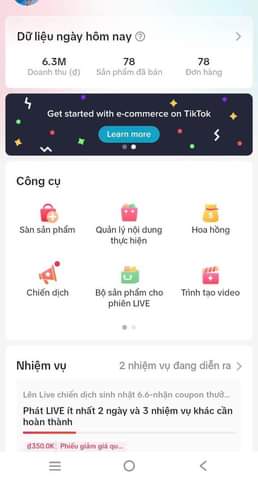 Dữ liệu ngày hôm nay
6.3M
78
78
Doanh thu (đ)
Sản phẩm đã bán
Đơn hàng
Get started with e-commerce on TikTok
Learn more
Công cụ
Sàn sản phẩm
Quản lý nội dung
thực hiện
Hoa hồng
Chiến dịch
Bộ sản phẩm cho
phiên LIVE
Trình tạo video
Nhiệm vụ
2 nhiệm vụ đang diễn ra
Lên Live chiến dịch sinh nhật 6.6-nhận coupon thưở...
Phát LIVE ít nhất 2 ngày và 3 nhiệm vụ khác cần
hoàn thành
₫350.0K
Phiếu giảm giá qu...